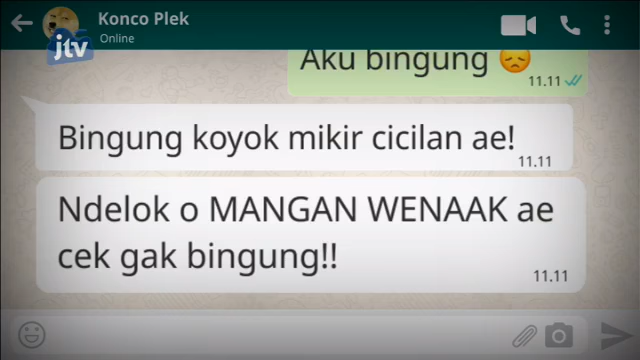 Konco Plek
Online
jtv
Aku bingung 😞
11.11
Bingung koyok mikir cicilan ae!
11.11
Ndelok o MANGAN WENAAK ae
cek gak bingung!!
11.11